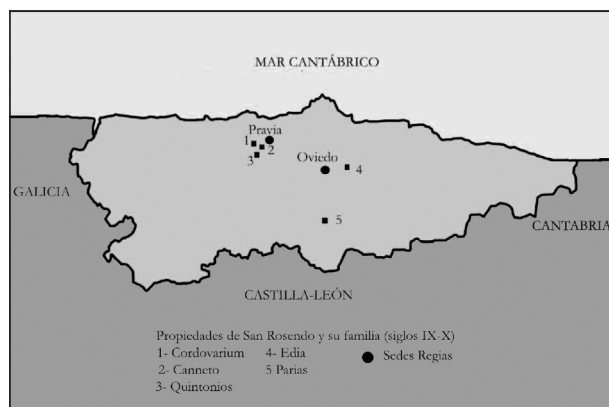 MAR CANTÁBRICO
Pravia
1
2
3
Oviedo
4
GALICIA
5
CANTABRIA
CASTILLA-LEÓN
Propiedades de San Rosendo y su familia (siglos IX-X)
1- Cordovarium 4- Edia Sedes Regias
2- Canneto 5 Parias
3- Quintonios